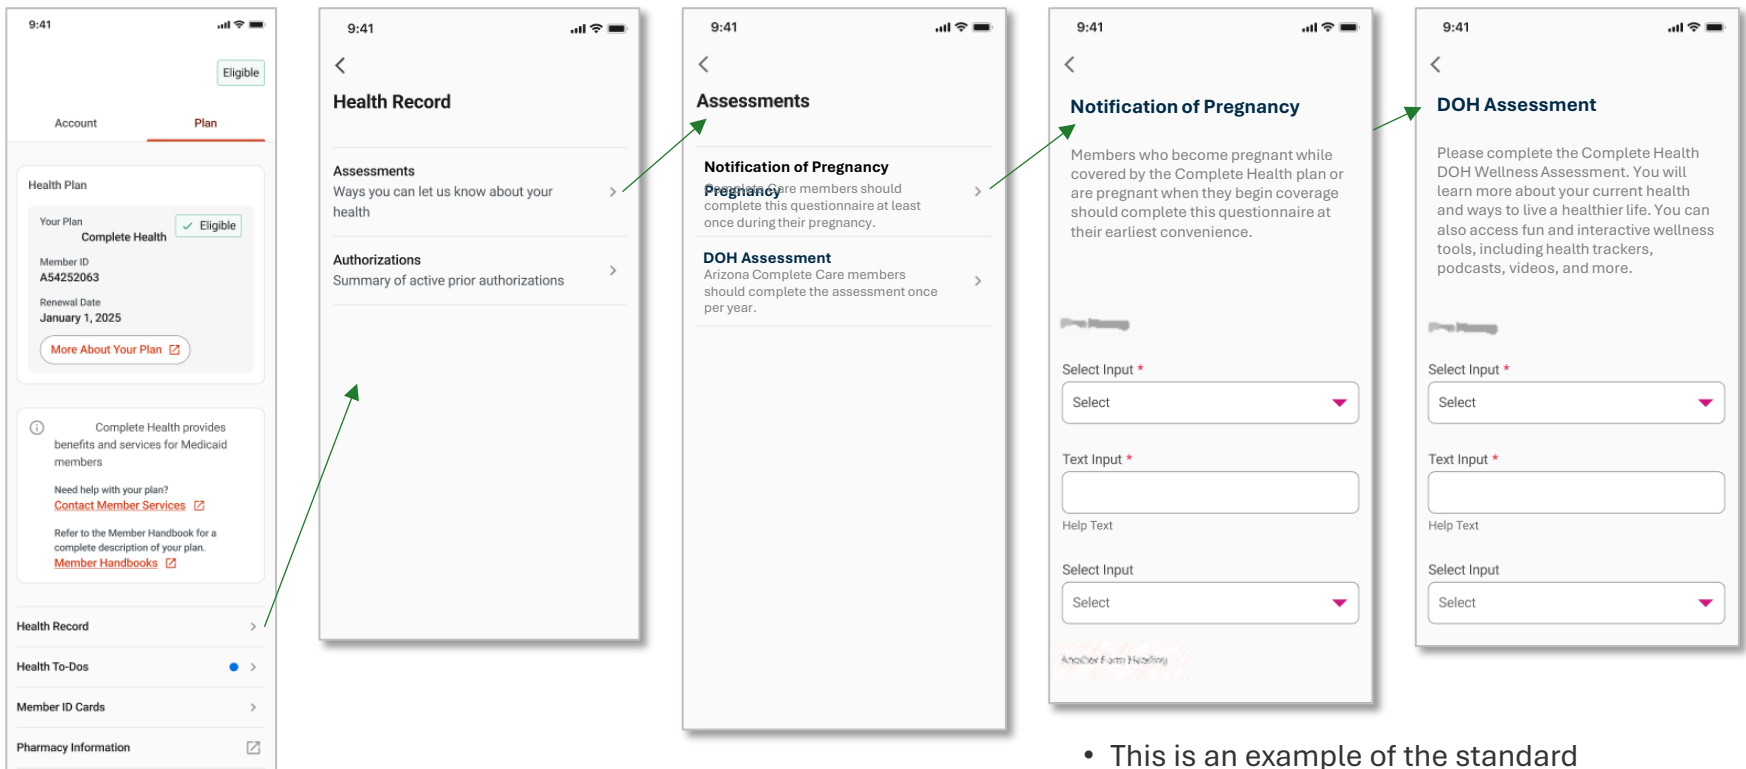 9:41
Eligible
Account
Plan
Health Plan
Your Plan
Complete Health
Eligible
Member ID
A54252063
Renewal Date
January 1, 2025
More About Your Plan
Complete Health provides
benefits and services for Medicaid
members
Need help with your plan?
Contact Member Services
Refer to the Member Handbook for a
complete description of your plan.
Member Handbooks
Health Record
Health To-Dos
Member ID Cards
Pharmacy Information
9:41
Health Record
Assessments
Ways you can let us know about your
health
Authorizations
Summary of active prior authorizations
9:41
Assessments
Notification of Pregnancy
Pregnancy
Complete Care members should
complete this questionnaire at least
once during their pregnancy.
DOH Assessment
Arizona Complete Care members
should complete the assessment once
per year.
9:41
Notification of Pregnancy
Members who become pregnant while
covered by the Complete Health plan or
are pregnant when they begin coverage
should complete this questionnaire at
their earliest convenience.
Select Input *
Select
Text Input *
Help Text
Select Input
Select
Another Form Heading
9:41
DOH Assessment
Please complete the Complete Health
DOH Wellness Assessment. You will
learn more about your current health
and ways to live a healthier life. You can
also access fun and interactive wellness
tools, including health trackers,
podcasts, videos, and more.
Select Input *
Select
Text Input *
Help Text
Select Input
Select
• This is an example of the standard